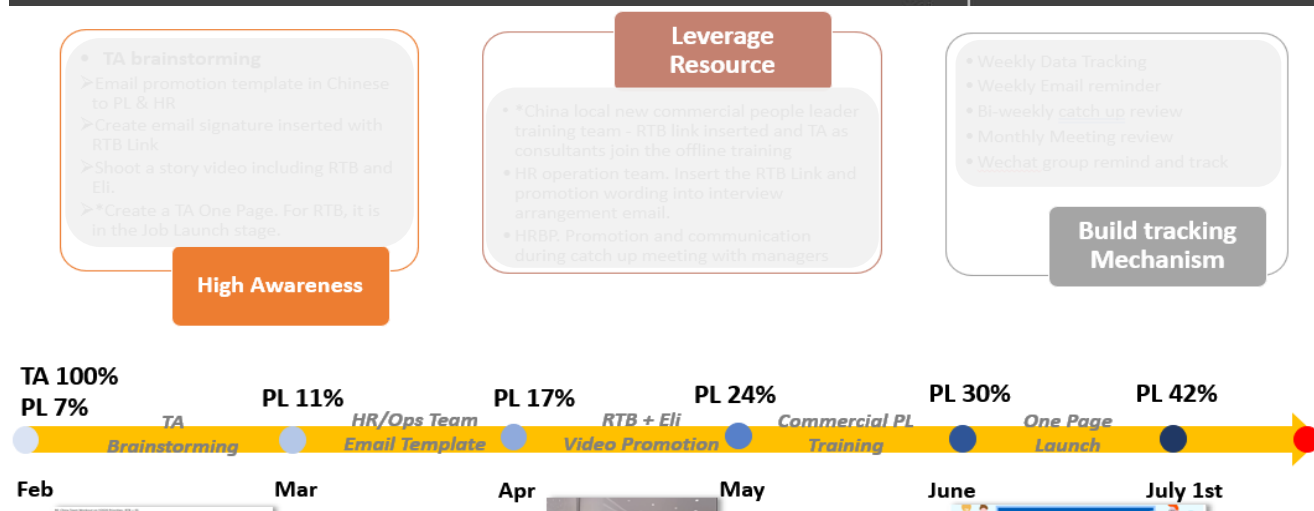 • TA brainstorming
➢Email promotion template in Chinese
to PL & HR
➢Create email signature inserted with
RTB Link
➢Shoot a story video including RTB and
Eli.
➢*Create a TA One Page. For RTB, it is
in the Job Launch stage.
High Awareness
Leverage
Resource
• *China local new commercial people leader
training team - RTB link inserted and TA as
consultants join the offline training
• HR operation team. Insert the RTB Link and
promotion wording into interview
arrangement email.
• HRBP. Promotion and communication
during catch up meeting with managers
• Weekly Data Tracking
• Weekly Email reminder
• Bi-weekly catch up review
• Monthly Meeting review
• Wechat group remind and track
Build tracking
Mechanism
TA 100%
PL 7%
PL 11%
PL 17%
PL 24%
PL 30%
PL 42%
TA
Brainstorming
HR/Ops Team
Email Template
RTB + Eli
Video Promotion
Commercial PL
Training
One Page
Launch
Feb
Mar
Apr
May
June
July 1st